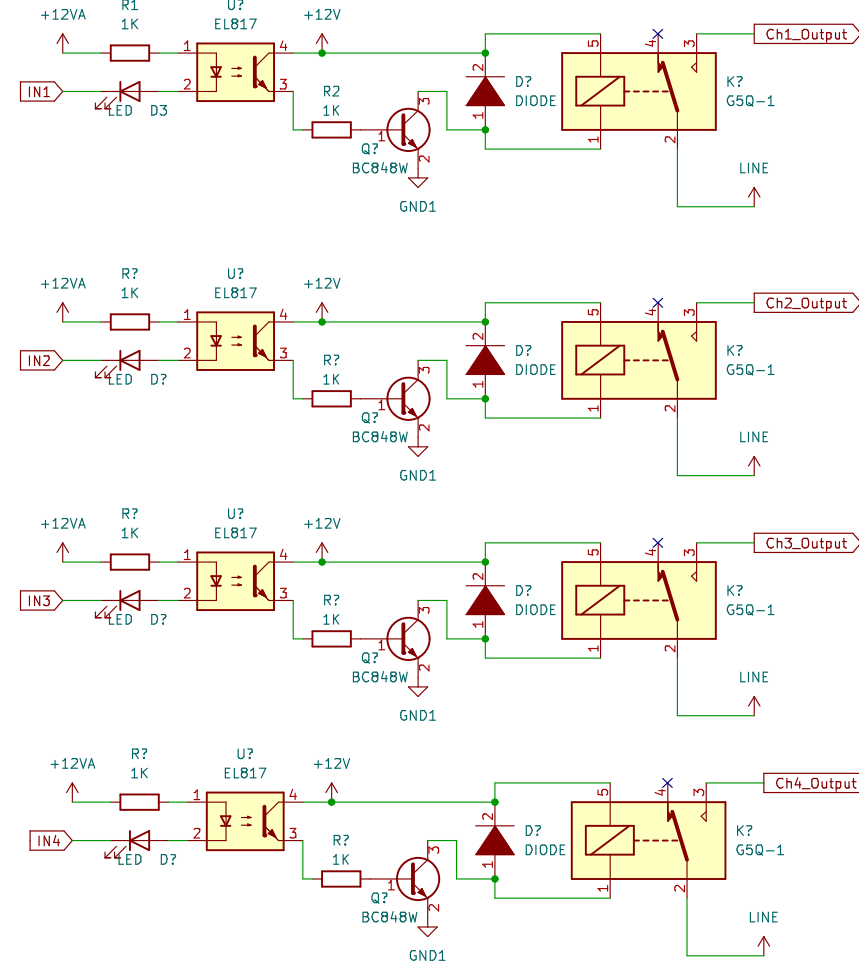 R1
1K
+12VA
U?
EL817
+12V
1
4
2
3
IN1
LED D3
R2
1K
1
3
2
Q?
BC848W
GND1
2
1
D?
DIODE
5
4
3
1
2
K?
G5Q-1
Ch1_Output
LINE
R?
1K
+12VA
U?
EL817
+12V
1
4
2
3
IN2
LED D?
R?
1K
1
3
2
Q?
BC848W
GND1
2
1
D?
DIODE
5
4
3
1
2
K?
G5Q-1
Ch2_Output
LINE
R?
1K
+12VA
U?
EL817
+12V
1
4
2
3
IN3
LED D?
R?
1K
1
3
2
Q?
BC848W
GND1
2
1
D?
DIODE
5
4
3
1
2
K?
G5Q-1
Ch3_Output
LINE
R?
1K
+12VA
U?
EL817
+12V
1
4
2
3
IN4
LED D?
R?
1K
1
3
2
Q?
BC848W
GND1
2
1
D?
DIODE
5
4
3
1
2
K?
G5Q-1
Ch4_Output
LINE